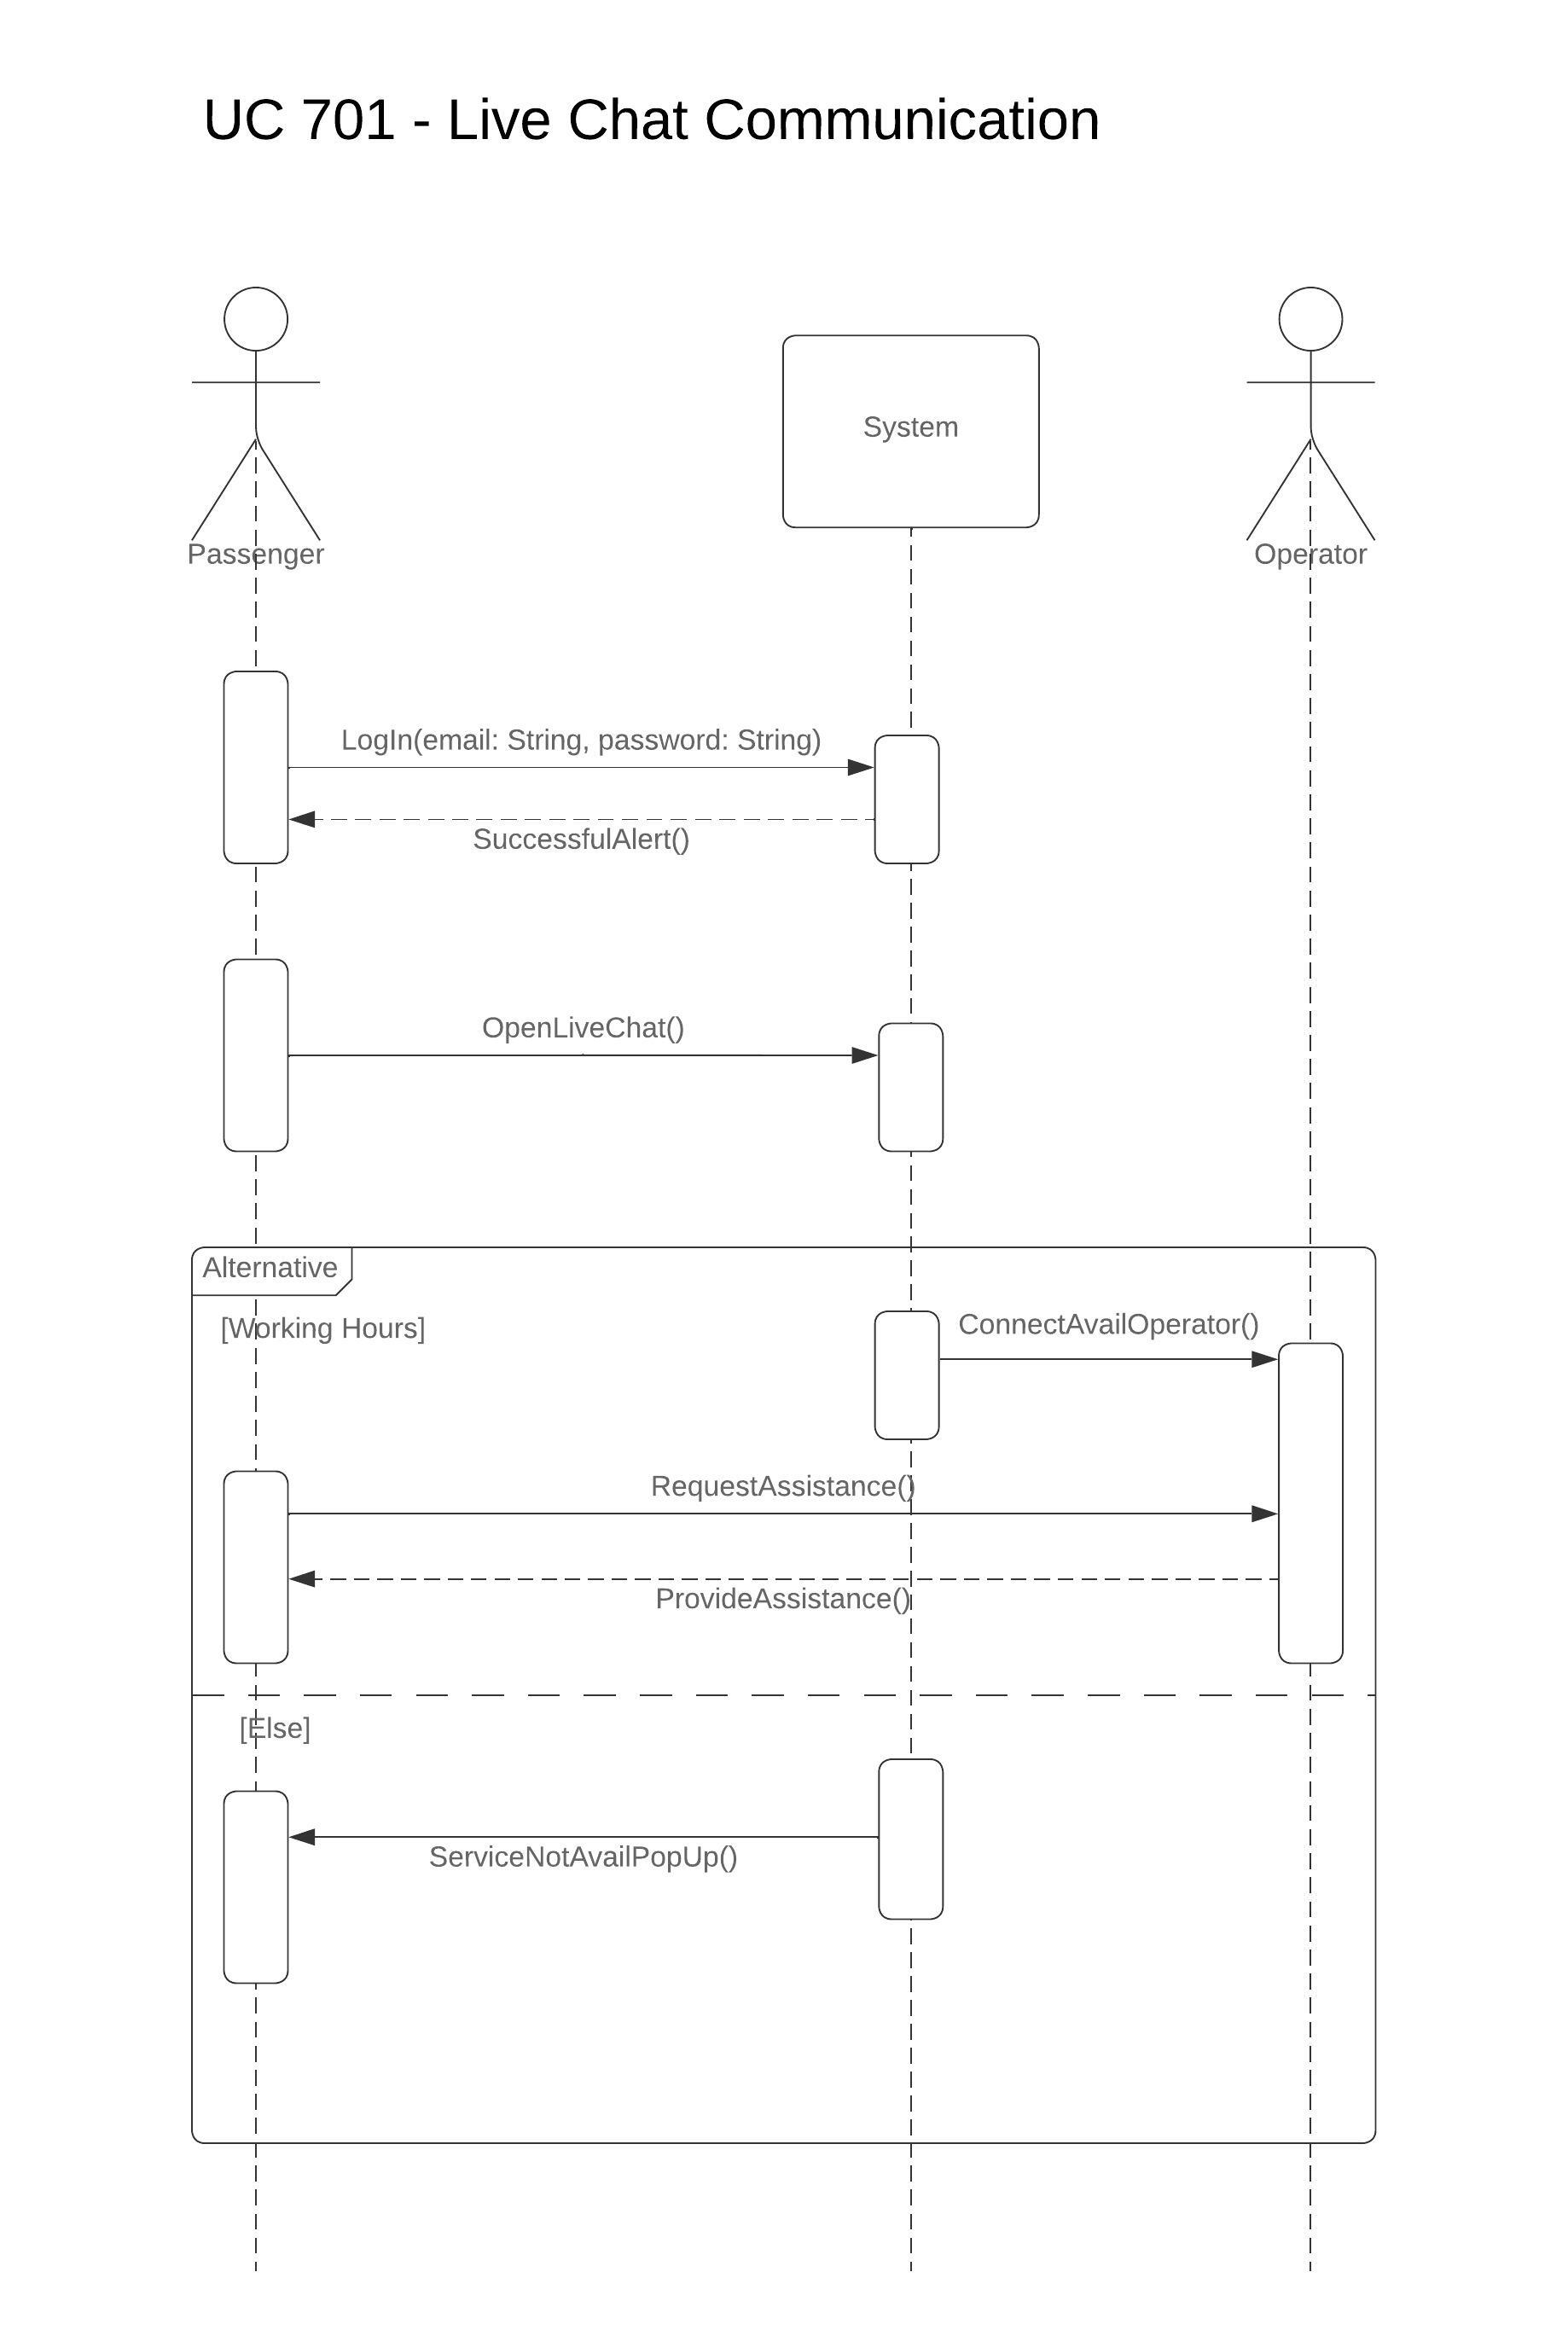 UC 701 - Live Chat Communication
System
Passenger
Operator
LogIn(email: String, password: String)
SuccessfulAlert()
OpenLiveChat()
Alternative
[Working Hours]
ConnectAvailOperator()
RequestAssistance()
ProvideAssistance()
[Else]
ServiceNotAvailPopUp()